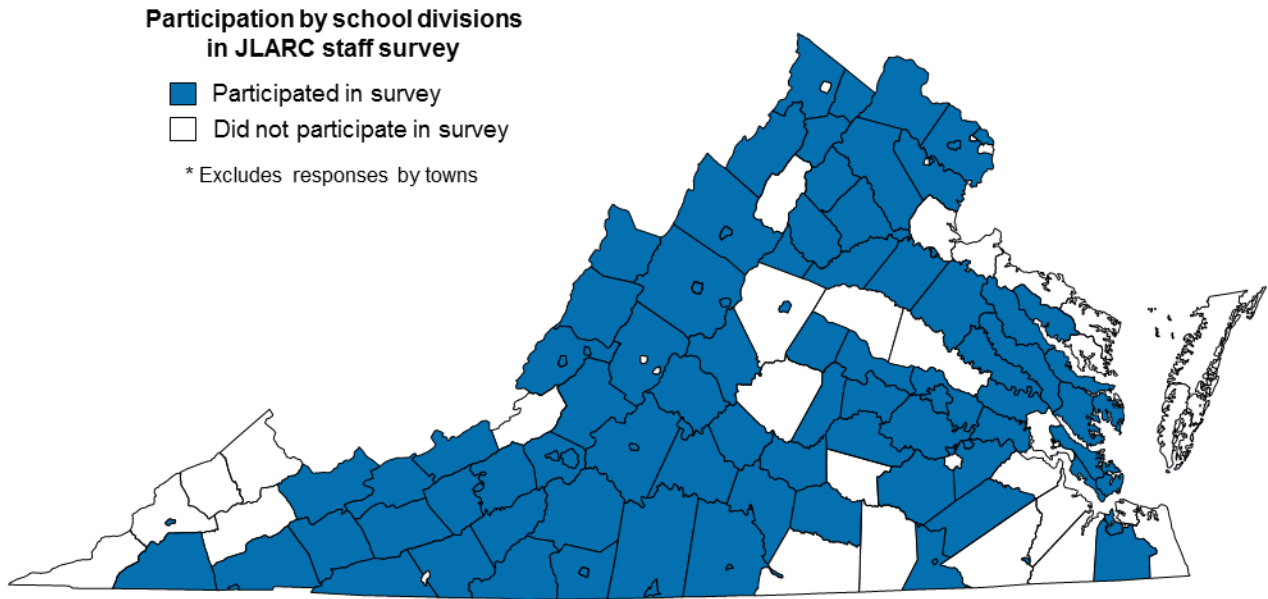 Participation by school divisions
in JLARC staff survey
Participated in survey
Did not participate in survey
* Excludes responses by towns